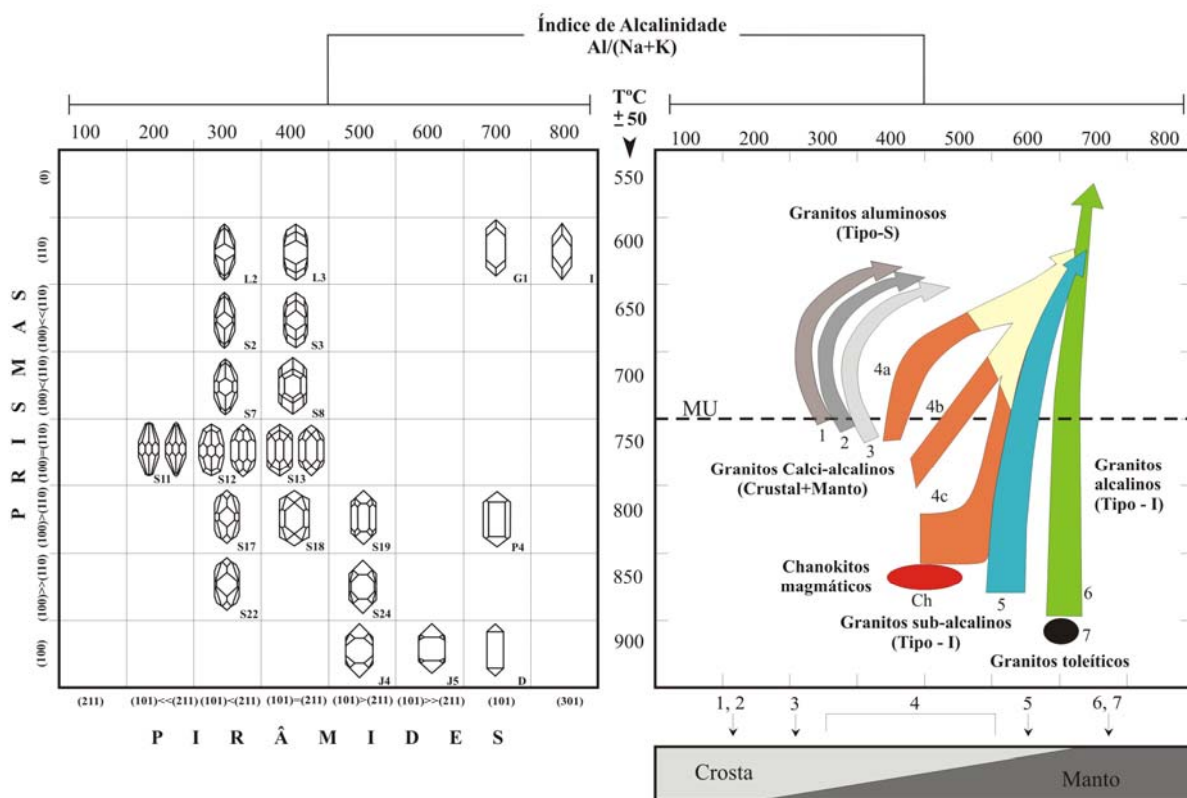 Índice de Alcalinidade
Al/(Na+K)
100 200 300 400 500 600 700 800
TºC
± 50
100 200 300 400 500 600 700 800
PRISMAS
(0)
(110)
(100)<<(110)
(100)<(110)
(100)=(110)
(100)>(110)
(100)>>(110)
(100)
L2 L3 G1 I
S2 S3
S7 S8
S11 S12 S13
S17 S18 S19 P4
S22 S24
J4 J5 D
(211) (101)<<(211) (101)<(211) (101)=(211) (101)>(211) (101)>>(211) (101) (301)
PIRÂMIDES
550
600
650
700
750
800
850
900
Granitos aluminosos
(Tipo-S)
4a
4b
MU
1 2 3
Granitos Calci-alcalinos
(Crustal+Manto)
4c
Granitos
alcalinos
(Tipo - I)
Chanokitos
magmáticos
Ch
5
6
Granitos sub-alcalinos
(Tipo - I)
7
Granitos toleíticos
1, 2 3 4 5 6, 7
Crosta
Manto